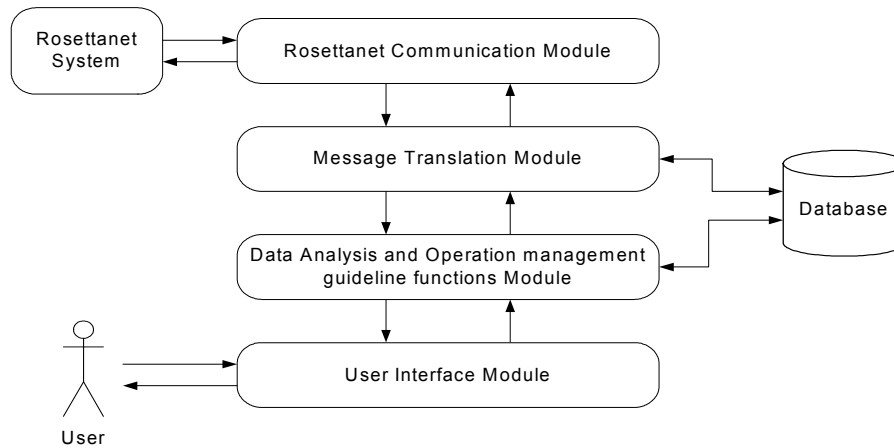 Rosettanet
System
Rosettanet Communication Module
Message Translation Module
Database
Data Analysis and Operation management
guideline functions Module
User Interface Module
User